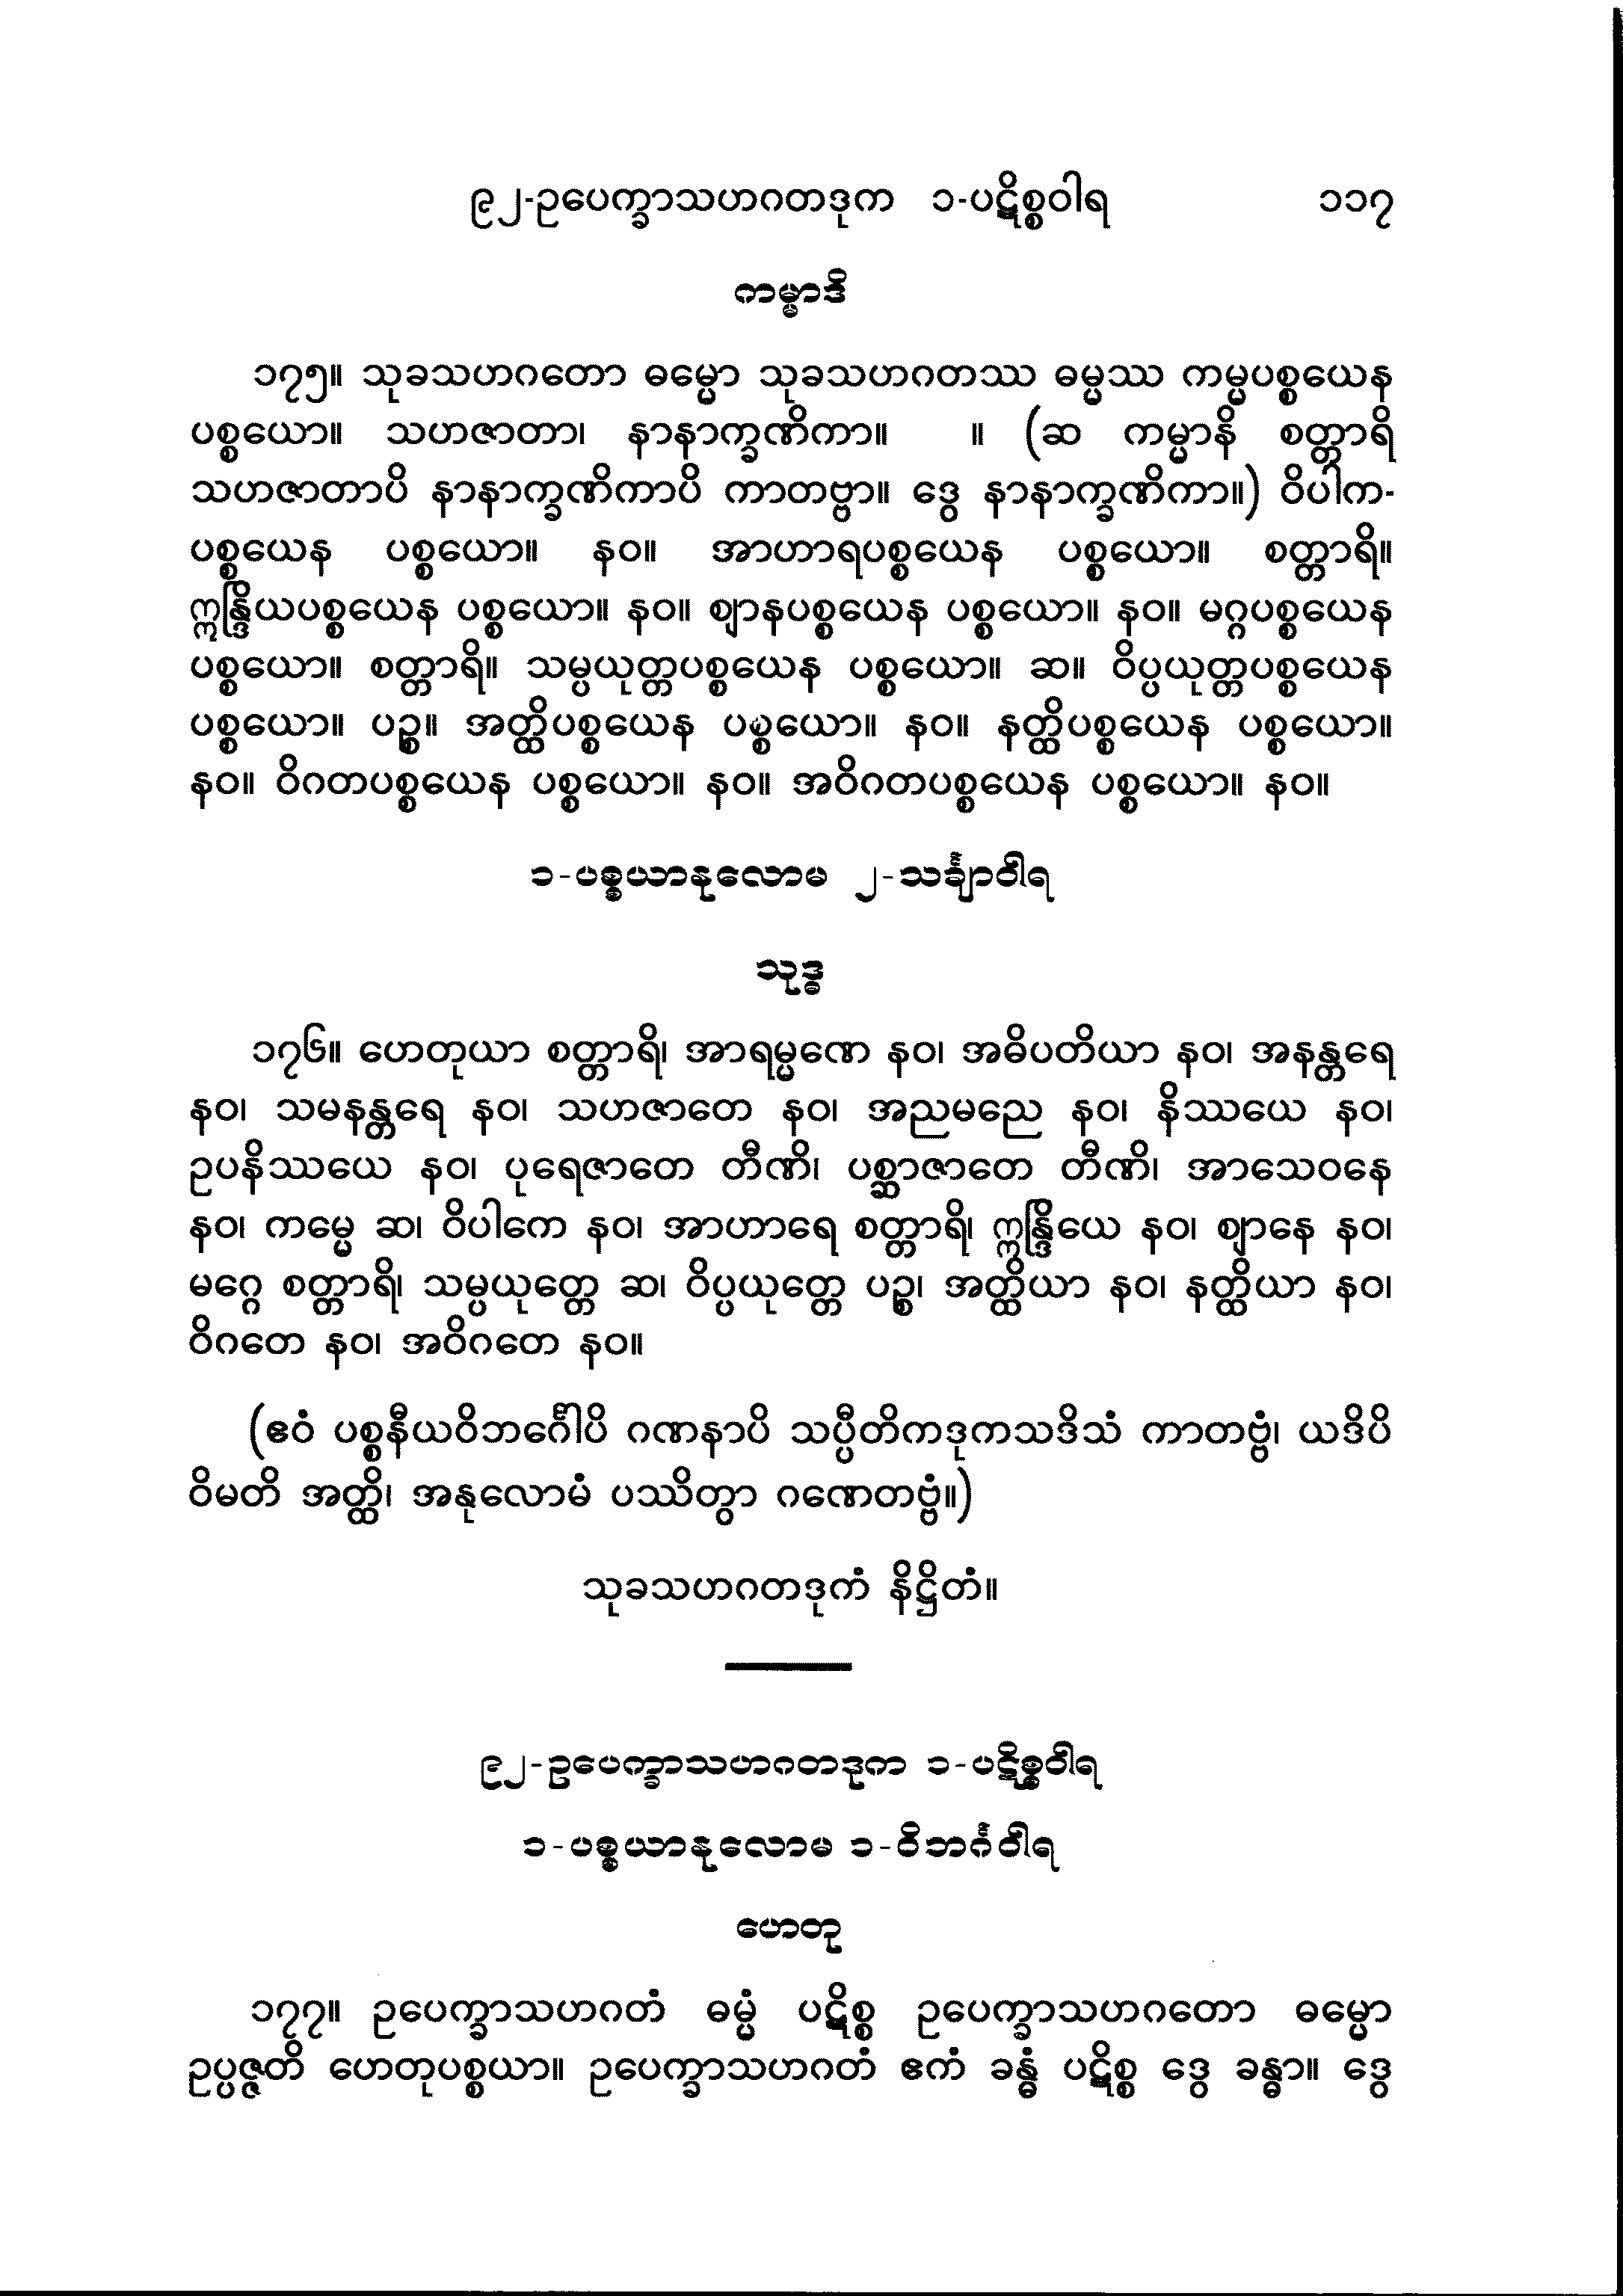 ၉၂-ဥပေက္ခာသဟဂတဒုက ၁-ပဋိစ္စဝါရ ၁၁၇
ကမ္မာဒိ
၁၇၅။ သုခသဟဂတော ဓမ္မော သုခသဟဂတဿ ဓမ္မဿ ကမ္မပစ္စယေန
ပစ္စယော။ သဟဇာတာ၊ နာနာက္ခဏိကာ။ ။ (ဆ ကမ္မာနိ စတ္တာရိ
သဟဇာတာပိ နာနာက္ခဏိကာပိ ကာတဗ္ဗာ။ ဒွေ နာနာက္ခဏိကာ။) ဝိပါက-
ပစ္စယေန ပစ္စယော။ နဝ။ အာဟာရပစ္စယေန ပစ္စယော။ စတ္တာရိ။
ဣန္ဒြိယပစ္စယေန ပစ္စယော။ နဝ။ ဈာနပစ္စယေန ပစ္စယော။ နဝ။ မဂ္ဂပစ္စယေန
ပစ္စယော။ စတ္တာရိ။ သမ္ပယုတ္တပစ္စယေန ပစ္စယော။ ဆ။ ဝိပ္ပယုတ္တပစ္စယေန
ပစ္စယော။ ပဉ္စ။ အတ္ထိပစ္စယေန ပစ္စယော။ နဝ။ နတ္ထိပစ္စယေန ပစ္စယော။
နဝ။ ဝိဂတပစ္စယေန ပစ္စယော။ နဝ။ အဝိဂတပစ္စယေန ပစ္စယော။ နဝ။
၁-ပစ္စယာနုလောမ ၂-သင်္ချာဝါရ
သုဒ္ဓ
၁၇၆။ ဟေတုယာ စတ္တာရိ၊ အာရမ္မဏေ နဝ၊ အဓိပတိယာ နဝ၊ အနန္တရေ
နဝ၊ သမနန္တရေ နဝ၊ သဟဇာတေ နဝ၊ အညမညေ နဝ၊ နိဿယေ နဝ၊
ဥပနိဿယေ နဝ၊ ပုရေဇာတေ တီဏိ၊ ပစ္ဆာဇာတေ တီဏိ၊ အာသေဝနေ
နဝ၊ ကမ္မေ ဆ၊ ဝိပါကေ နဝ၊ အာဟာရေ စတ္တာရိ၊ ဣန္ဒြိယေ နဝ၊ ဈာနေ နဝ၊
မဂ္ဂေ စတ္တာရိ၊ သမ္ပယုတ္တေ ဆ၊ ဝိပ္ပယုတ္တေ ပဉ္စ၊ အတ္ထိယာ နဝ၊ နတ္ထိယာ နဝ၊
ဝိဂတေ နဝ၊ အဝိဂတေ နဝ။
(ဧဝံ ပစ္စနီယဝိဘင်္ဂေါပိ ဂဏနာပိ သပ္ပီတိကဒုကသဒိသံ ကာတဗ္ဗံ၊ ယဒိပိ
ဝိမတိ အတ္ထိ၊ အနုလောမံ ပဿိတွာ ဂဏေတဗ္ဗံ။)
သုခသဟဂတဒုကံ နိဋ္ဌိတံ။
၉၂-ဥပေက္ခာသဟဂတဒုက ၁-ပဋိစ္စဝါရ
၁-ပစ္စယာနုလောမ ၁-ဝိဘင်္ဂဝါရ
ဟေတု
၁၇၇။ ဥပေက္ခာသဟဂတံ ဓမ္မံ ပဋိစ္စ ဥပေက္ခာသဟဂတော ဓမ္မော
ဥပ္ပဇ္ဇတိ ဟေတုပစ္စယာ။ ဥပေက္ခာသဟဂတံ ဧကံ ခန္ဓံ ပဋိစ္စ ဒွေ ခန္ဓာ။ ဒွေ